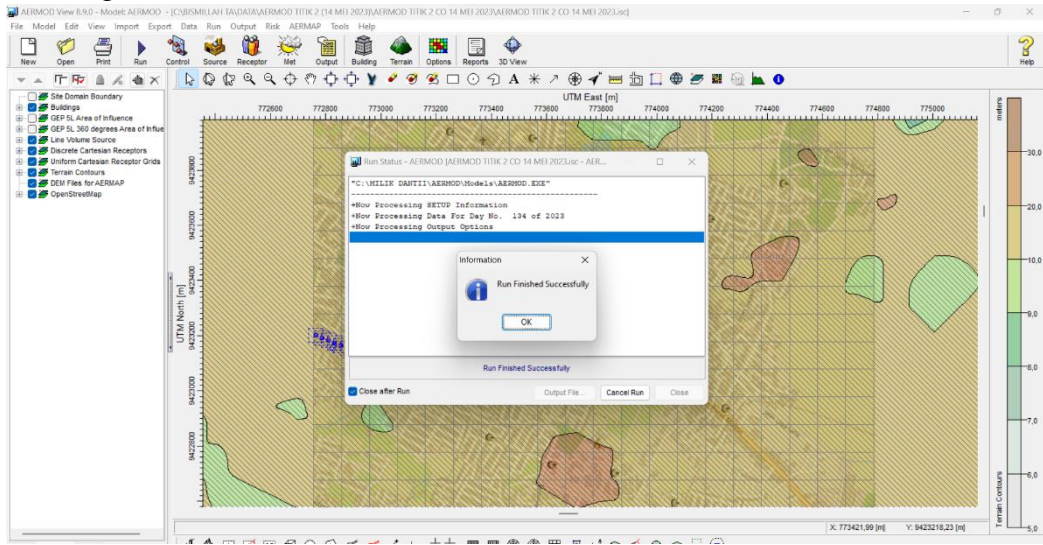 AERMOD View 8.9.0 - Model: AERMOD - [C:\BISMILLAH TA\DATA\AERMOD TITIK 2 (14 MEI 2023)\AERMOD TITIK 2 CO 14 MEI 2023\AERMOD TITIK 2 CO 14 MEI 2023.isc]
File Model Edit View Import Export Data Run Output Risk AERMAP Tools Help
New Open Print Run Control Source Receptor Met Output Building Terrain Options Reports 3D View Help
Site Domain Boundary
Buildings
GEP 5L Area of Influence
GEP 5L 360 degrees Area of Influe
Line Volume Source
Discrete Cartesian Receptors
Uniform Cartesian Receptor Grids
Terrain Contours
DEM Files for AERMAP
OpenStreetMap
UTM East [m]
772600 772800 773000 773200 773400 773600 773800 774000 774200 774400 774600 774800 775000
UTM North [m]
9423800
9423600
9423400
9423200
9423000
9422800
Run Status - AERMOD [AERMOD TITIK 2 CO 14 MEI 2023.isc - AER...
"C:\MILIK DANTII\AERMOD\Models\AERMOD.EXE"
+Now Processing SETUP Information
+Now Processing Data For Day No. 134 of 2023
+Now Processing Output Options
Information
Run Finished Successfully
OK
Run Finished Successfully
Close after Run
Output File...
Cancel Run
Close
meters
30,0
20,0
10,0
9,0
8,0
7,0
6,0
5,0
Terrain Contours
X: 773421,99 [m] Y: 9423218,23 [m]